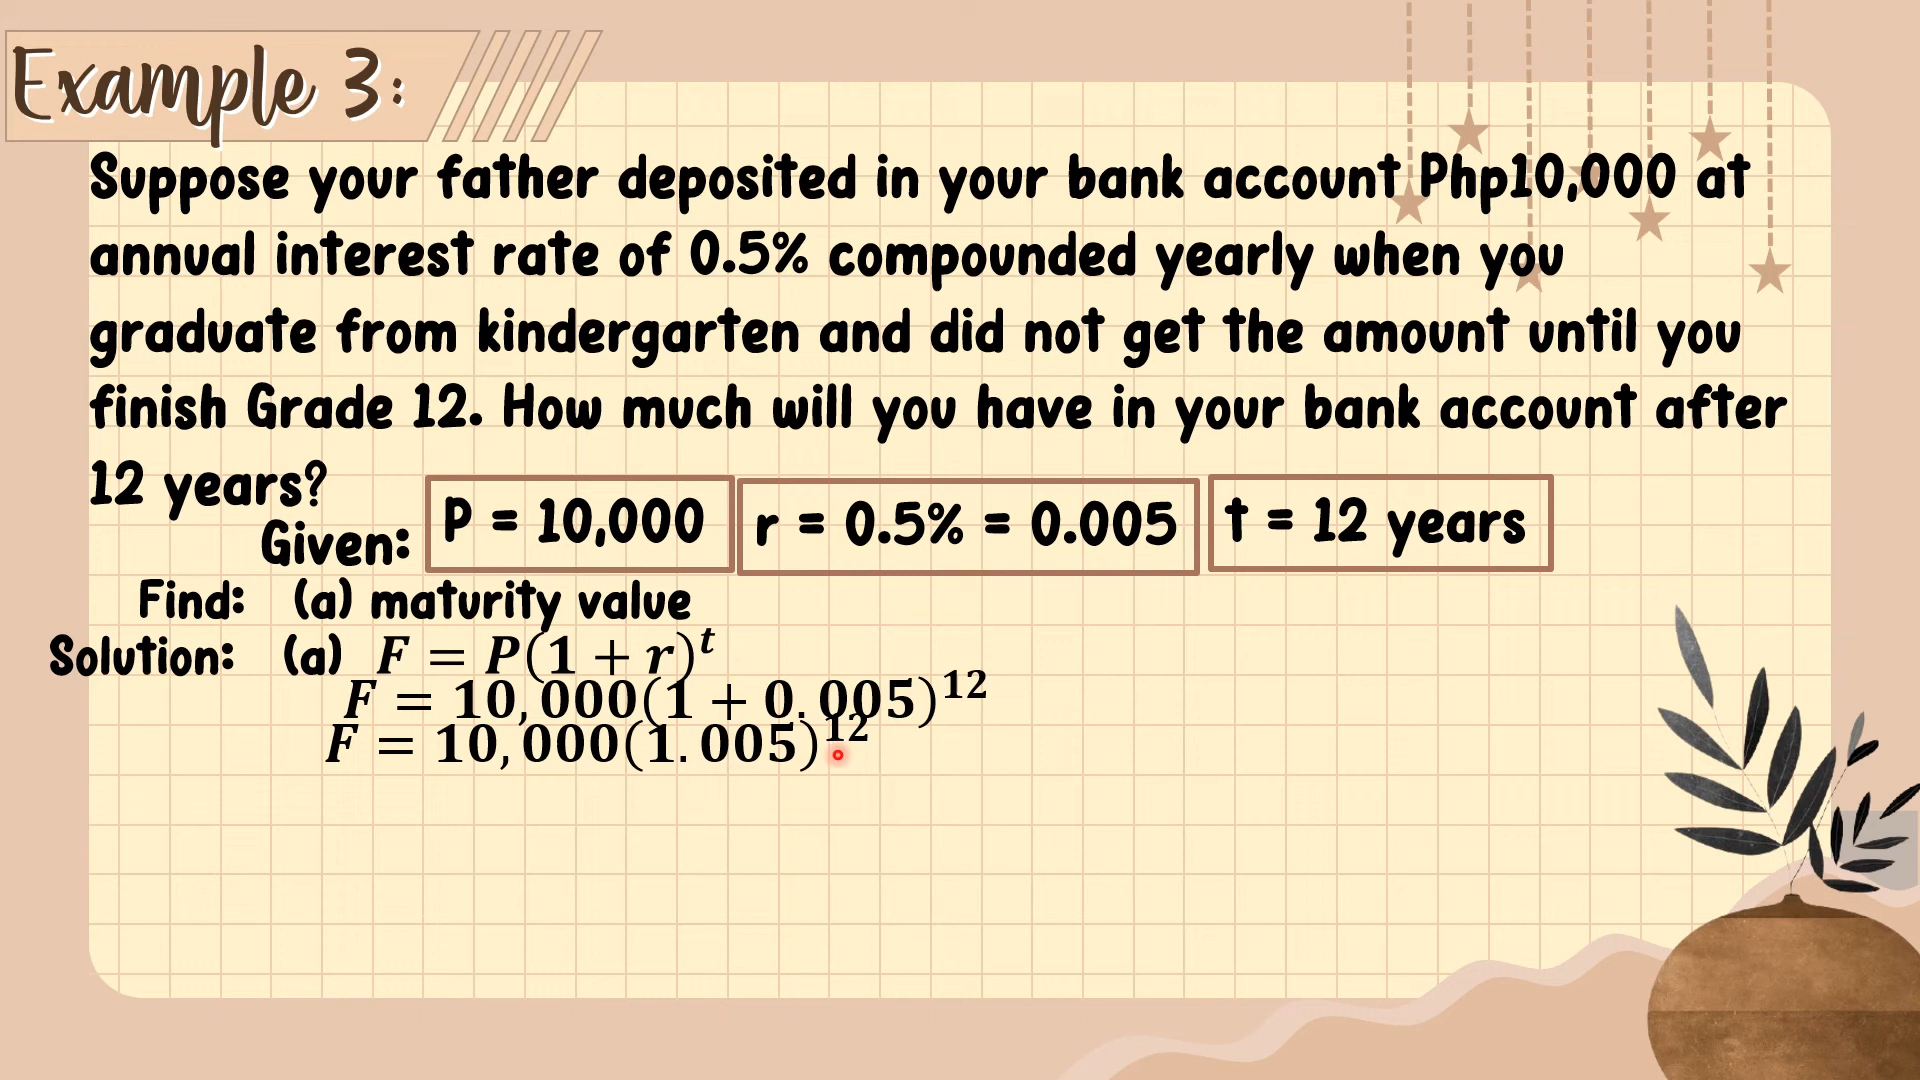 Example 3:
Suppose your father deposited in your bank account Php10,000 at
annual interest rate of 0.5% compounded yearly when you
graduate from kindergarten and did not get the amount until you
finish Grade 12. How much will you have in your bank account after
12 years?
Given: P = 10,000 r = 0.5% = 0.005 t = 12 years
Find: (a) maturity value
Solution: (a) F = P(1 + r)^t
F = 10,000(1 + 0.005)^12
F = 10,000(1.005)^12